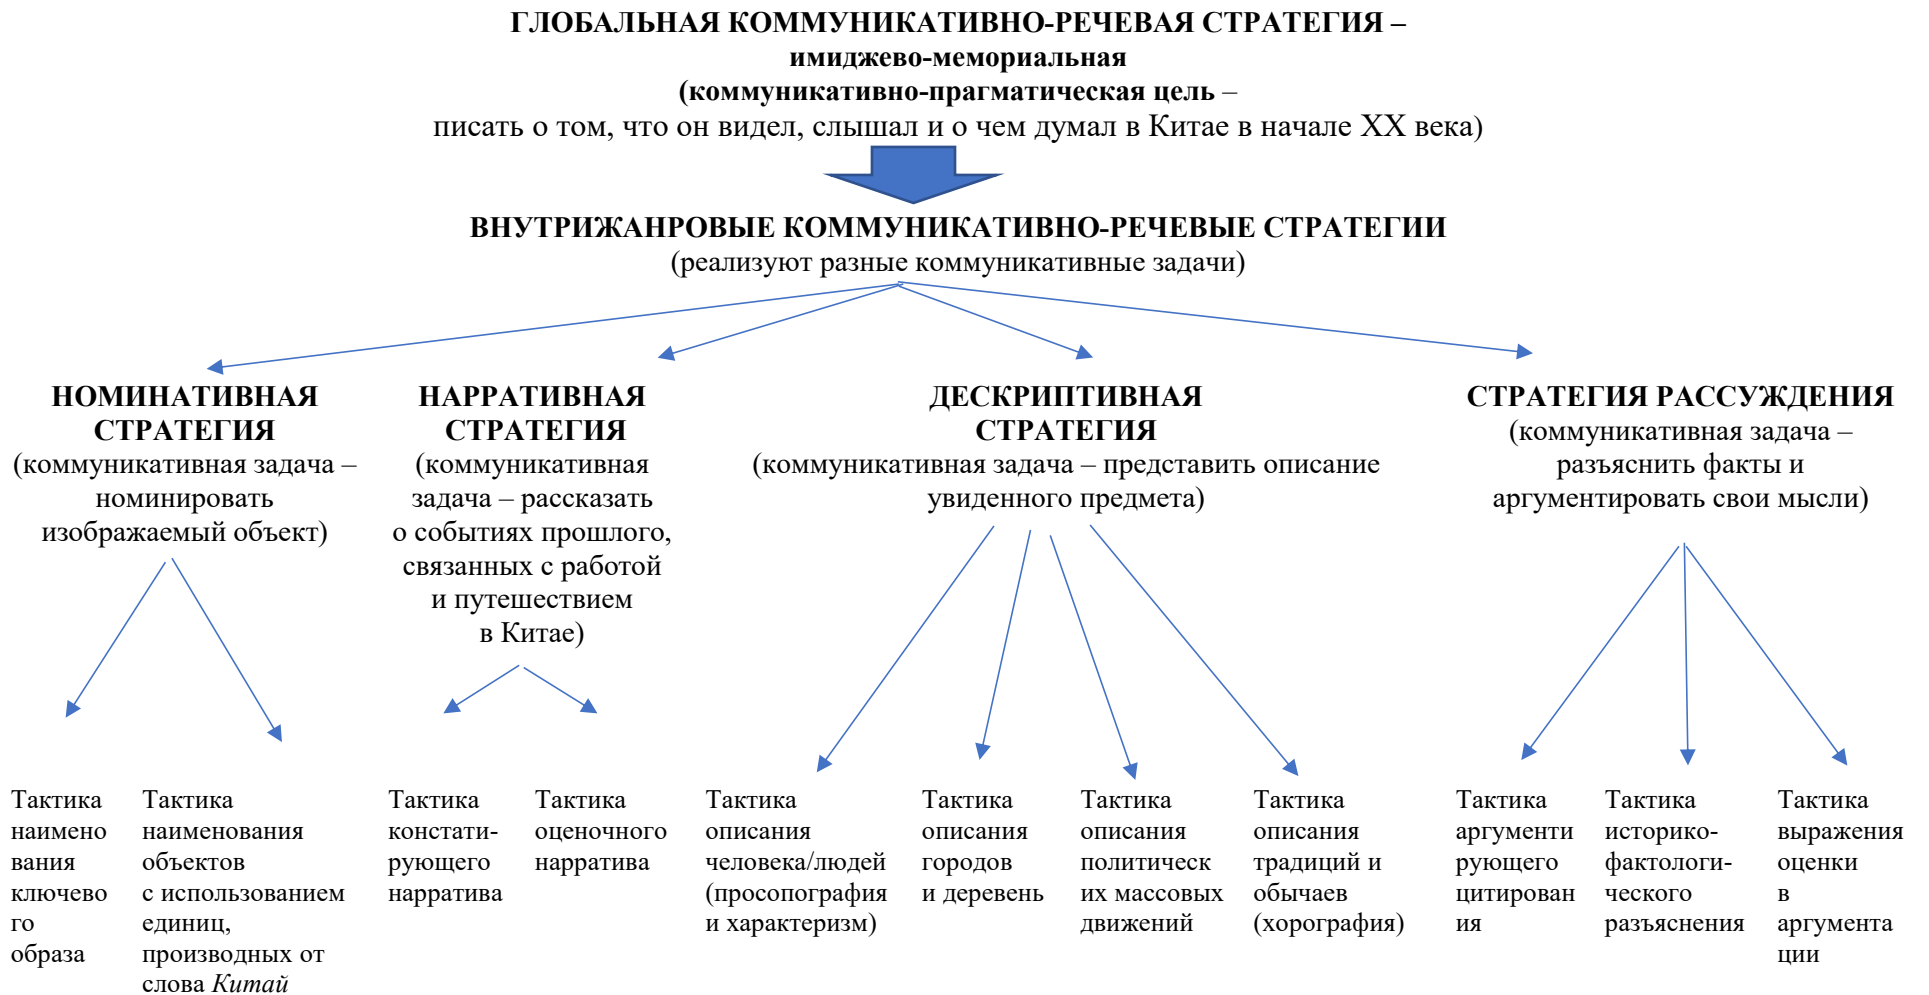 ГЛОБАЛЬНАЯ КОММУНИКАТИВНО-РЕЧЕВАЯ СТРАТЕГИЯ –
имиджево-мемориальная
(коммуникативно-прагматическая цель –
писать о том, что он видел, слышал и о чем думал в Китае в начале XX века)
ВНУТРИЖАНРОВЫЕ КОММУНИКАТИВНО-РЕЧЕВЫЕ СТРАТЕГИИ
(реализуют разные коммуникативные задачи)
НОМИНАТИВНАЯ
СТРАТЕГИЯ
(коммуникативная задача –
номинировать
изображаемый объект)
НАРРАТИВНАЯ
СТРАТЕГИЯ
(коммуникативная
задача – рассказать
о событиях прошлого,
связанных с работой
и путешествием
в Китае)
ДЕСКРИПТИВНАЯ
СТРАТЕГИЯ
(коммуникативная задача – представить описание
увиденного предмета)
СТРАТЕГИЯ РАССУЖДЕНИЯ
(коммуникативная задача –
разъяснить факты и
аргументировать свои мысли)
Тактика
наимено
вания
ключево
го
образа
Тактика
наименования
объектов
с использованием
единиц,
производных от
слова Китай
Тактика
констати-
рующего
нарратива
Тактика
оценочного
нарратива
Тактика
описания
человека/людей
(просопография
и характеризм)
Тактика
описания
городов
и деревень
Тактика
описания
политическ
их массовых
движений
Тактика
описания
традиций и
обычаев
(хорография)
Тактика
аргументи
рующего
цитирован
ия
Тактика
историко-
фактологи-
ческого
разъяснения
Тактика
выражения
оценки
в
аргумента
ции